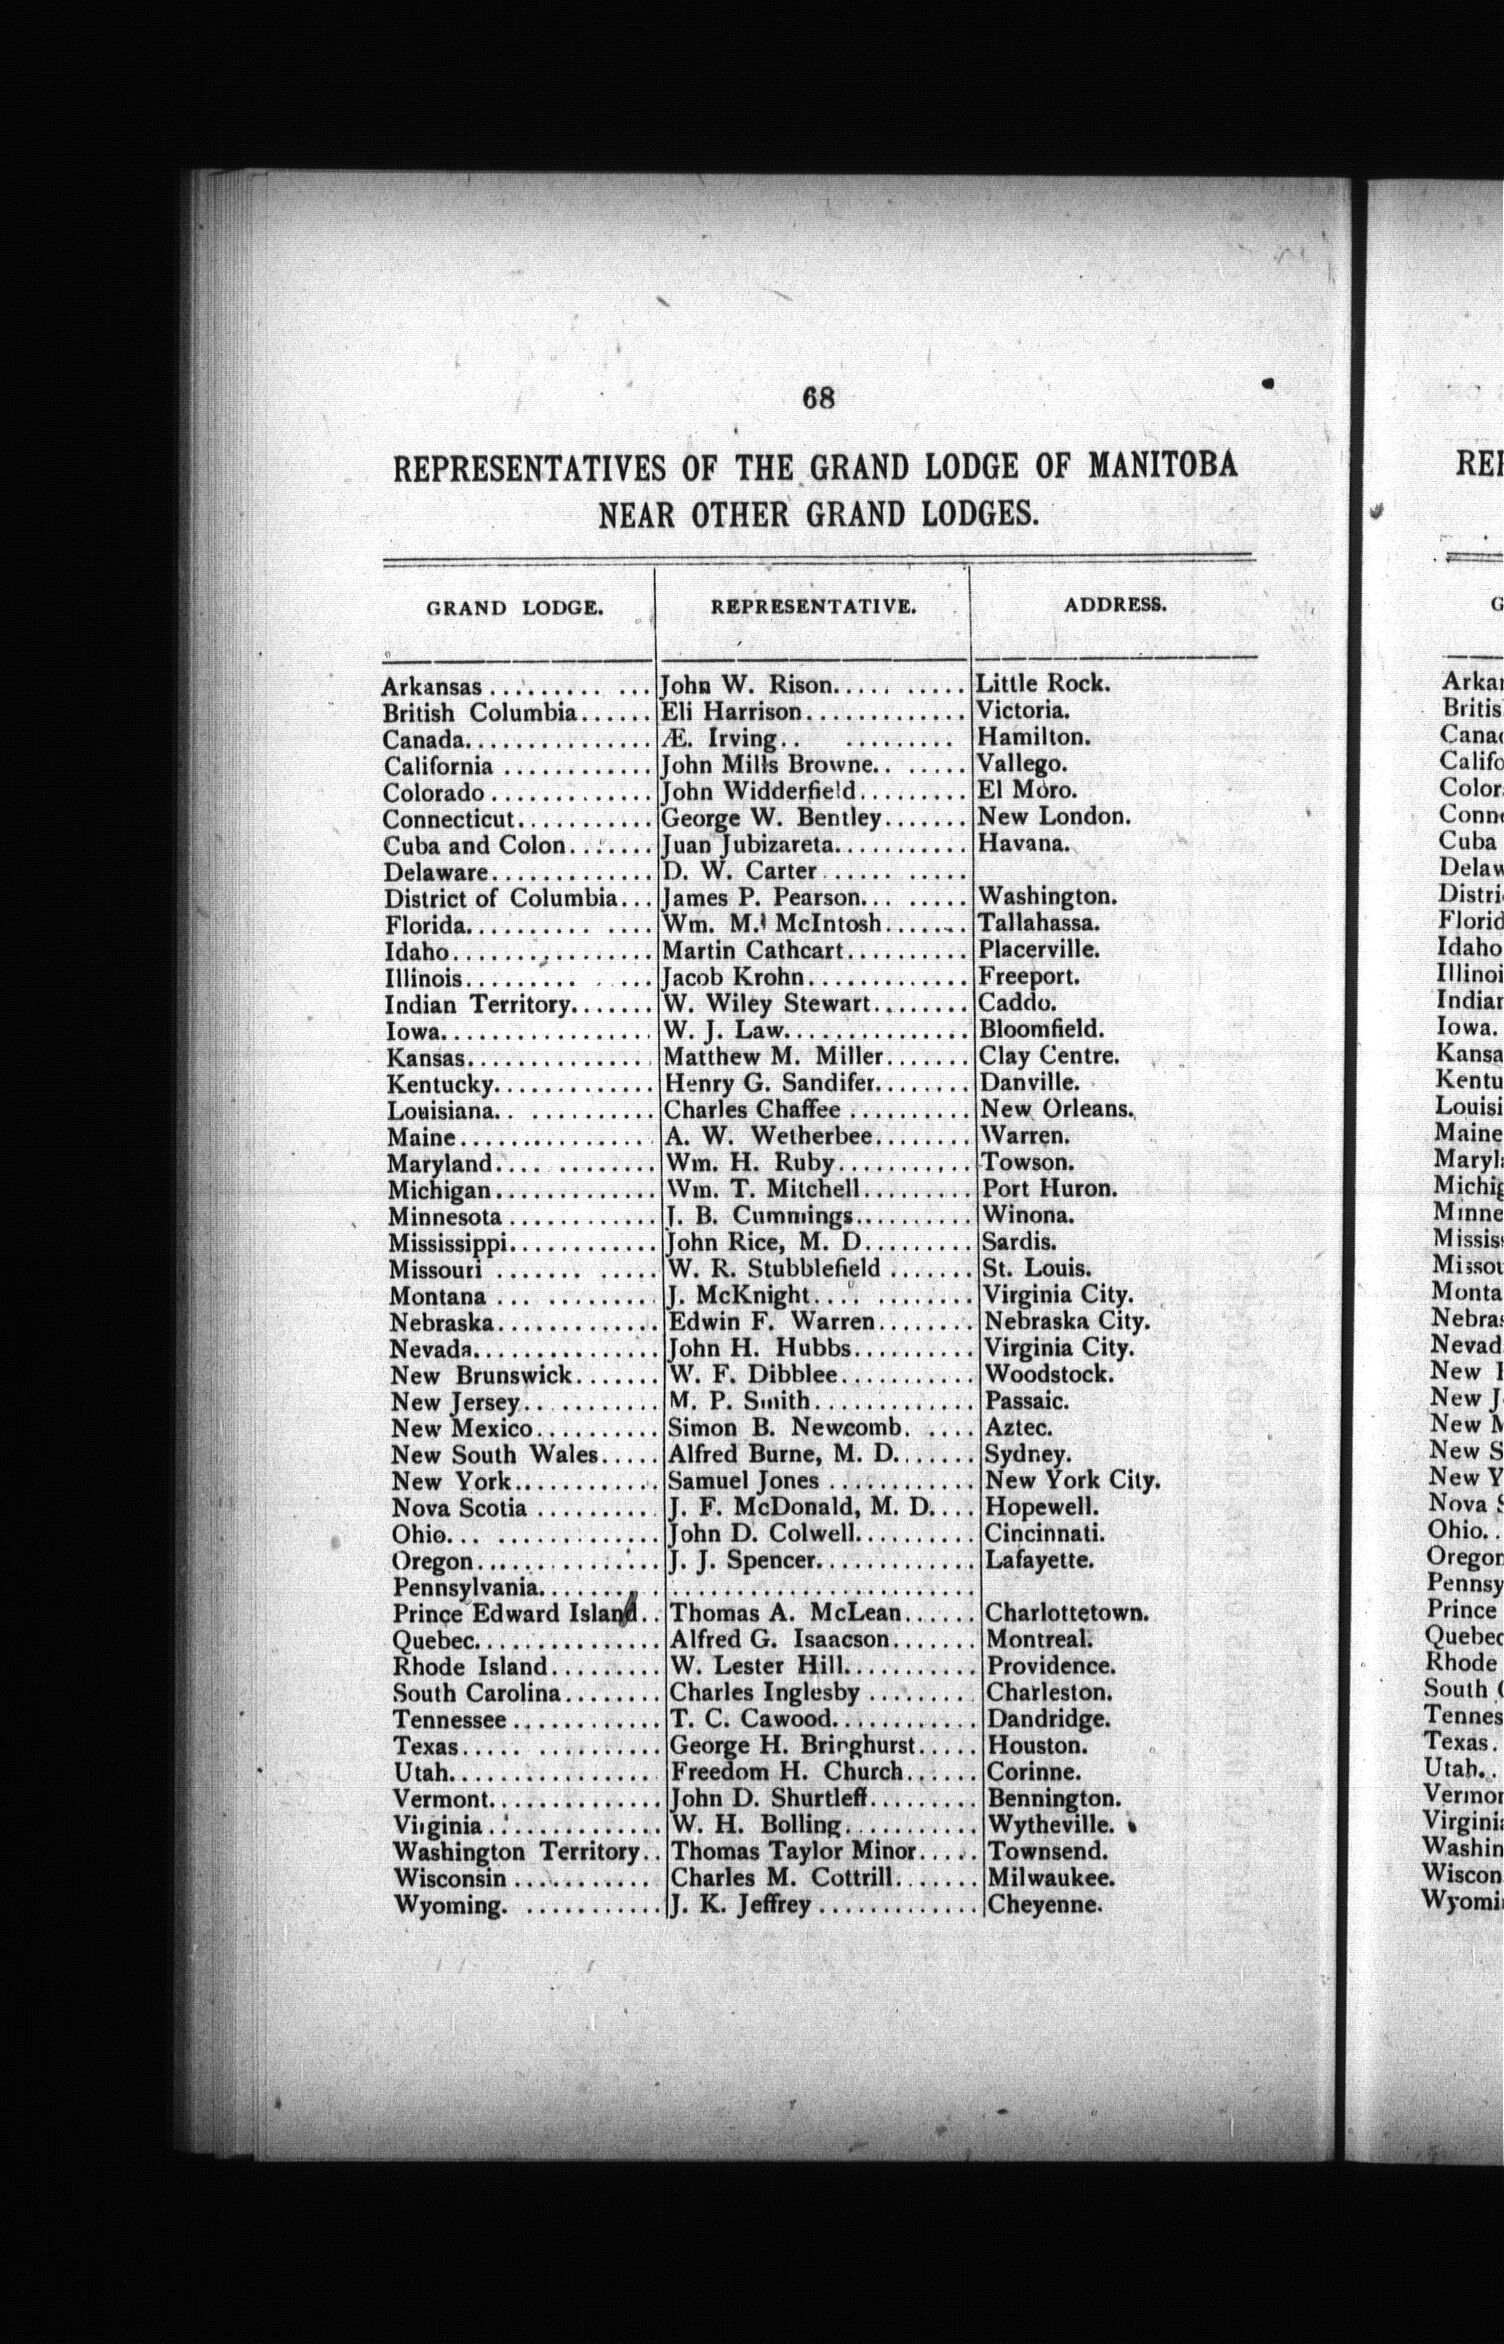 68
REPRESENTATIVES OF THE GRAND LODGE OF MANITOBA
NEAR OTHER GRAND LODGES.
GRAND LODGE. REPRESENTATIVE. ADDRESS.
Arkansas ............ John W. Rison.......... Little Rock.
British Columbia...... Eli Harrison............. Victoria.
Canada............... Æ. Irving.. ......... Hamilton.
California ............ John Mills Browne.. ...... Vallego.
Colorado............. John Widderfield......... El Moro.
Connecticut........... George W. Bentley....... New London.
Cuba and Colon....... Juan Jubizareta........... Havana.
Delaware............. D. W. Carter...........
District of Columbia... James P. Pearson... ..... Washington.
Florida.......... .... Wm. M. McIntosh....... Tallahassa.
Idaho................ Martin Cathcart.......... Placerville.
Illinois......... .... Jacob Krohn............. Freeport.
Indian Territory....... W. Wiley Stewart........ Caddo.
Iowa................. W. J. Law............... Bloomfield.
Kansas............... Matthew M. Miller....... Clay Centre.
Kentucky............. Henry G. Sandifer........ Danville.
Louisiana.. .......... Charles Chaffee .......... New Orleans.
Maine................ A. W. Wetherbee........ Warren.
Maryland.... ........ Wm. H. Ruby........... Towson.
Michigan............. Wm. T. Mitchell......... Port Huron.
Minnesota............ J. B. Cummings.......... Winona.
Mississippi............ John Rice, M. D......... Sardis.
Missouri ....... ..... W. R. Stubblefield ....... St. Louis.
Montana ... ......... J. McKnight.... ........ Virginia City.
Nebraska............. Edwin F. Warren........ Nebraska City.
Nevada............... John H. Hubbs.......... Virginia City.
New Brunswick....... W. F. Dibblee........... Woodstock.
New Jersey.. ......... M. P. Smith............. Passaic.
New Mexico.......... Simon B. Newcomb. .... Aztec.
New South Wales..... Alfred Burne, M. D....... Sydney.
New York............ Samuel Jones ............ New York City.
Nova Scotia .......... J. F. McDonald, M. D.... Hopewell.
Ohio... ............. John D. Colwell.......... Cincinnati.
Oregon............... J. J. Spencer............. Lafayette.
Pennsylvania.......... ........................
Prince Edward Island.. Thomas A. McLean...... Charlottetown.
Quebec............... Alfred G. Isaacson....... Montreal.
Rhode Island......... W. Lester Hill........... Providence.
South Carolina........ Charles Inglesby ......... Charleston.
Tennessee............ T. C. Cawood............ Dandridge.
Texas..... .......... George H. Bringhurst..... Houston.
Utah................. Freedom H. Church...... Corinne.
Vermont.............. John D. Shurtleff......... Bennington.
Virginia.............. W. H. Bolling........... Wytheville.
Washington Territory.. Thomas Taylor Minor..... Townsend.
Wisconsin........... Charles M. Cottrill....... Milwaukee.
Wyoming. ........... J. K. Jeffrey ............. Cheyenne.
Idaho
Iowa.
Maine
Ohio..
Oregon
Quebec
Rhode
Texas.
Utah..